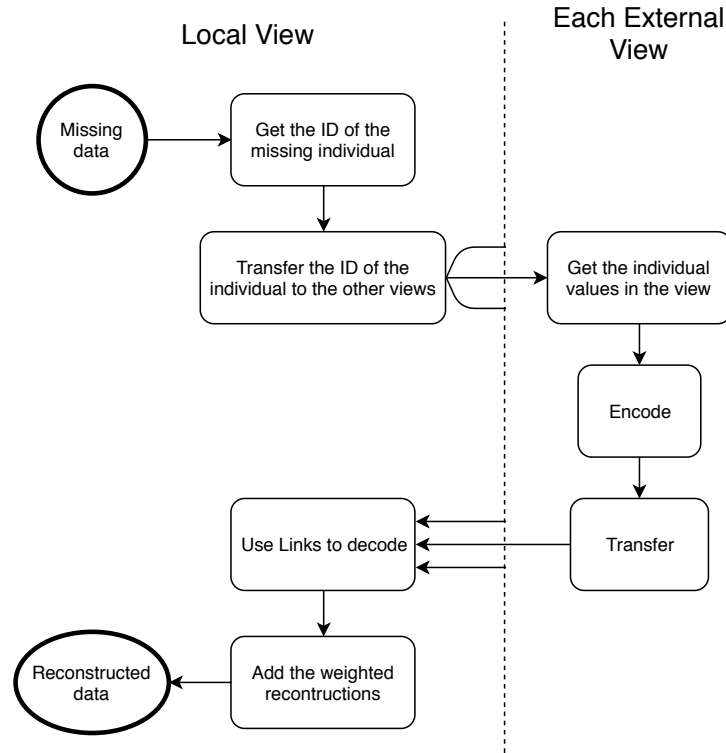 Local View
Each External
View
Missing
data
Get the ID of the
missing individual
Transfer the ID of the
individual to the other views
Get the individual
values in the view
Encode
Use Links to decode
Transfer
Reconstructed
data
Add the weighted
recontructions